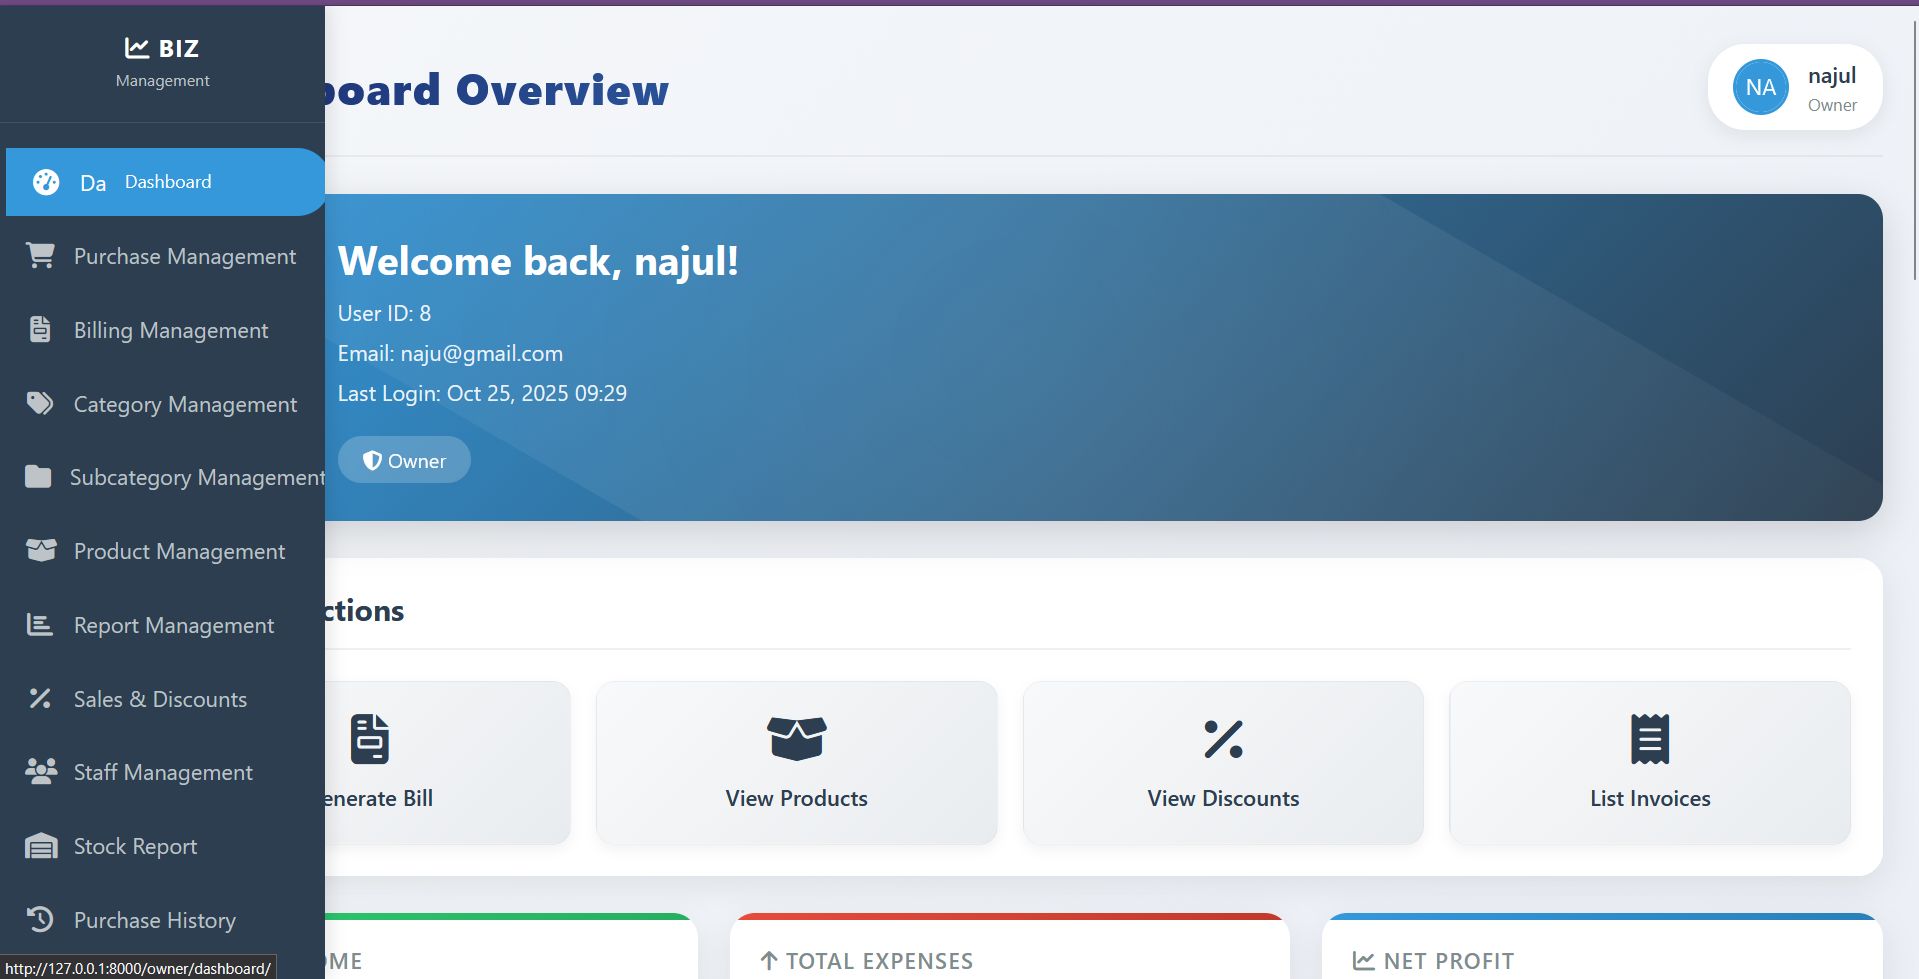 BIZ
Management
Da Dashboard
Purchase Management
Billing Management
Category Management
Subcategory Management
Product Management
Report Management
Sales & Discounts
Staff Management
Stock Report
Purchase History
http://127.0.0.1:8000/owner/dashboard/
board Overview
NA
najul
Owner
Welcome back, najul!
User ID: 8
Email: naju@gmail.com
Last Login: Oct 25, 2025 09:29
Owner
ctions
enerate Bill
View Products
View Discounts
List Invoices
OME
TOTAL EXPENSES
NET PROFIT